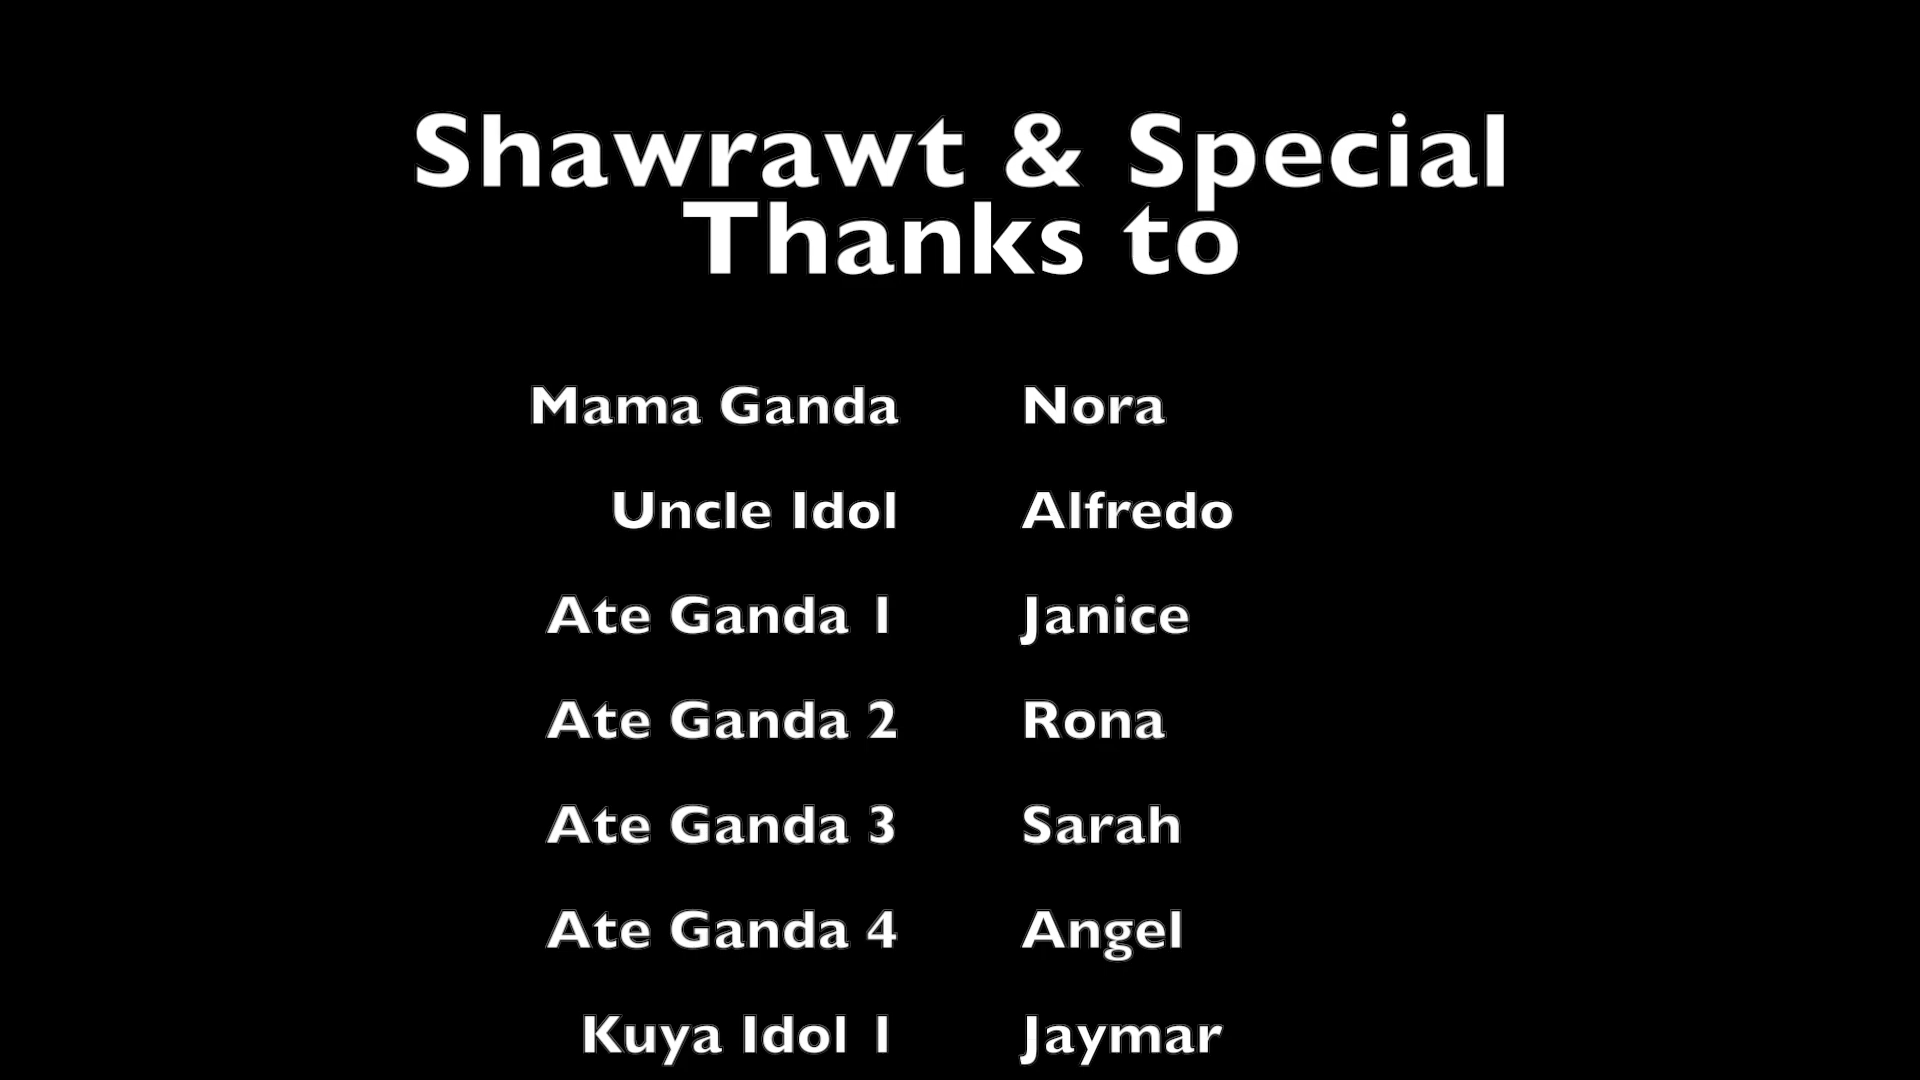 Shawrawt & Special
Thanks to
Mama Ganda Nora
Uncle Idol Alfredo
Ate Ganda 1 Janice
Ate Ganda 2 Rona
Ate Ganda 3 Sarah
Ate Ganda 4 Angel
Kuya Idol 1 Jaymar